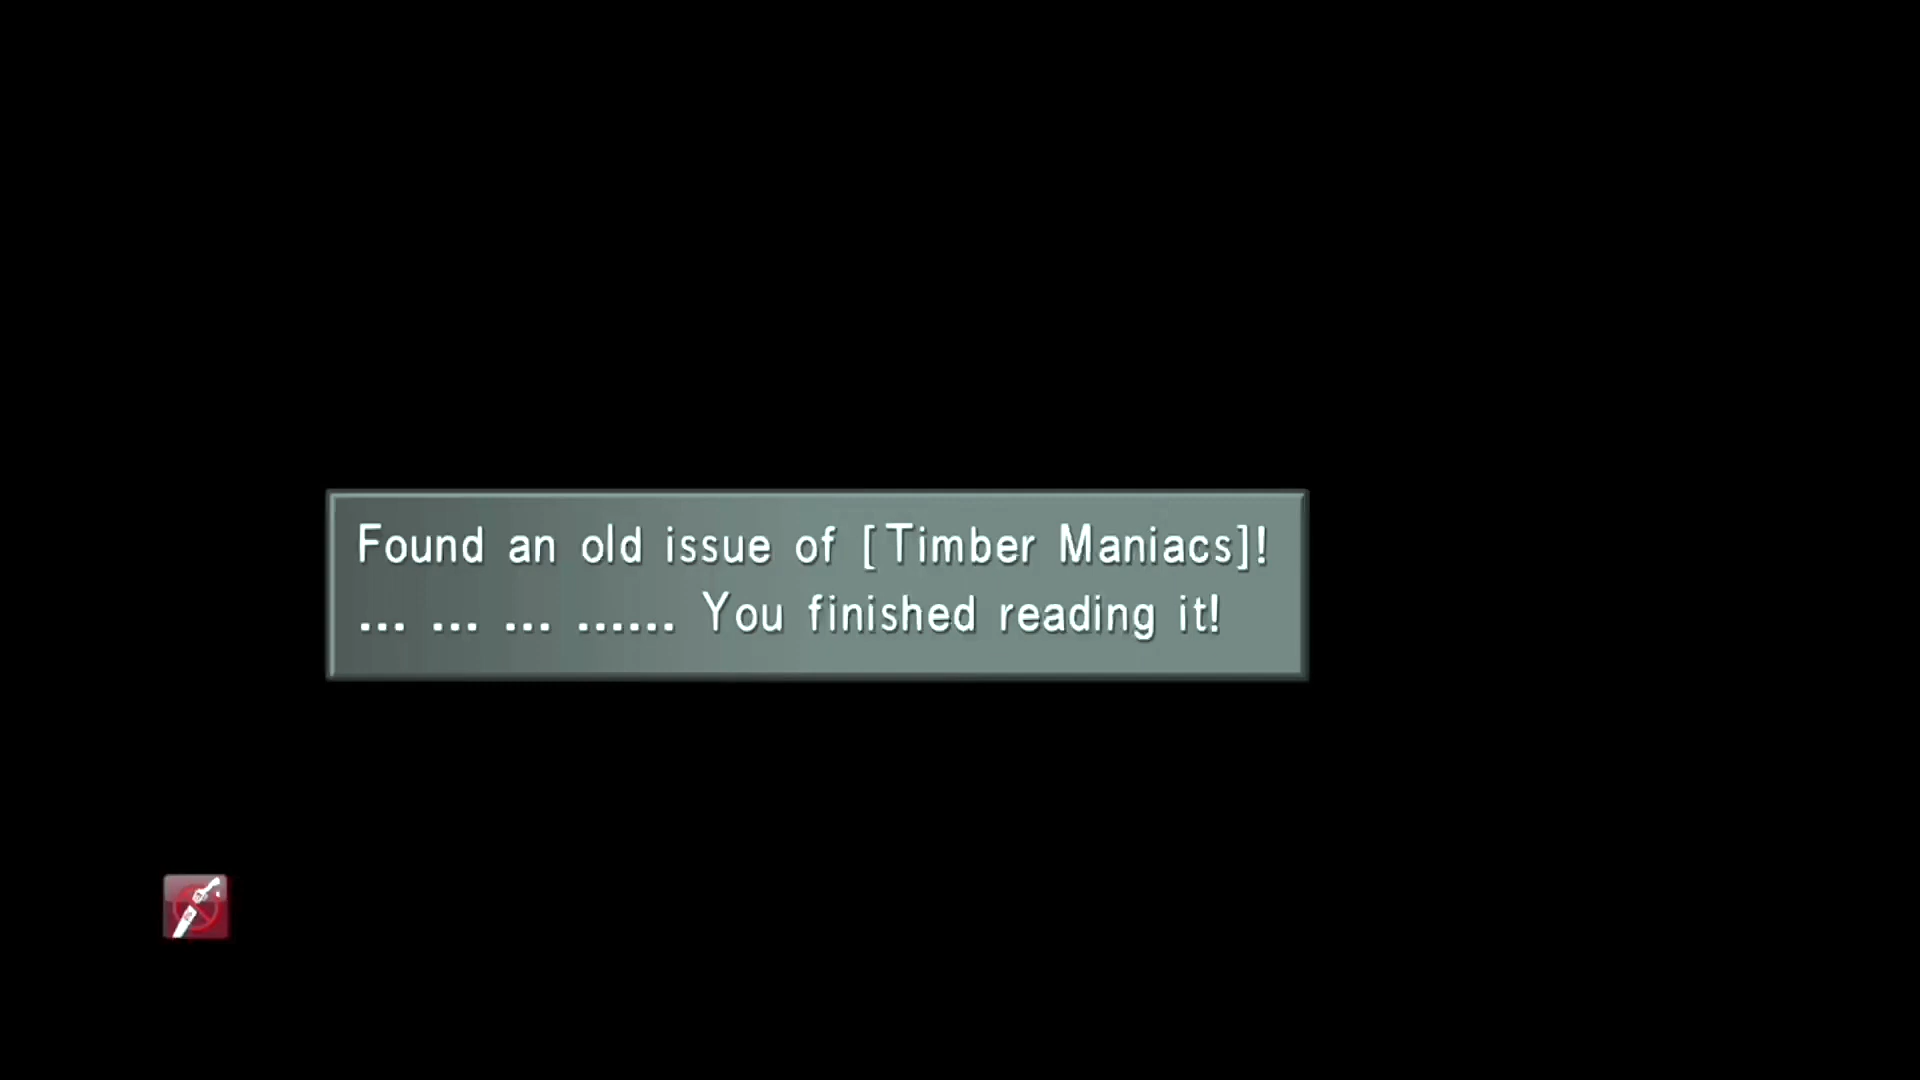 Found an old issue of [Timber Maniacs]!
... ... ... ...... You finished reading it!